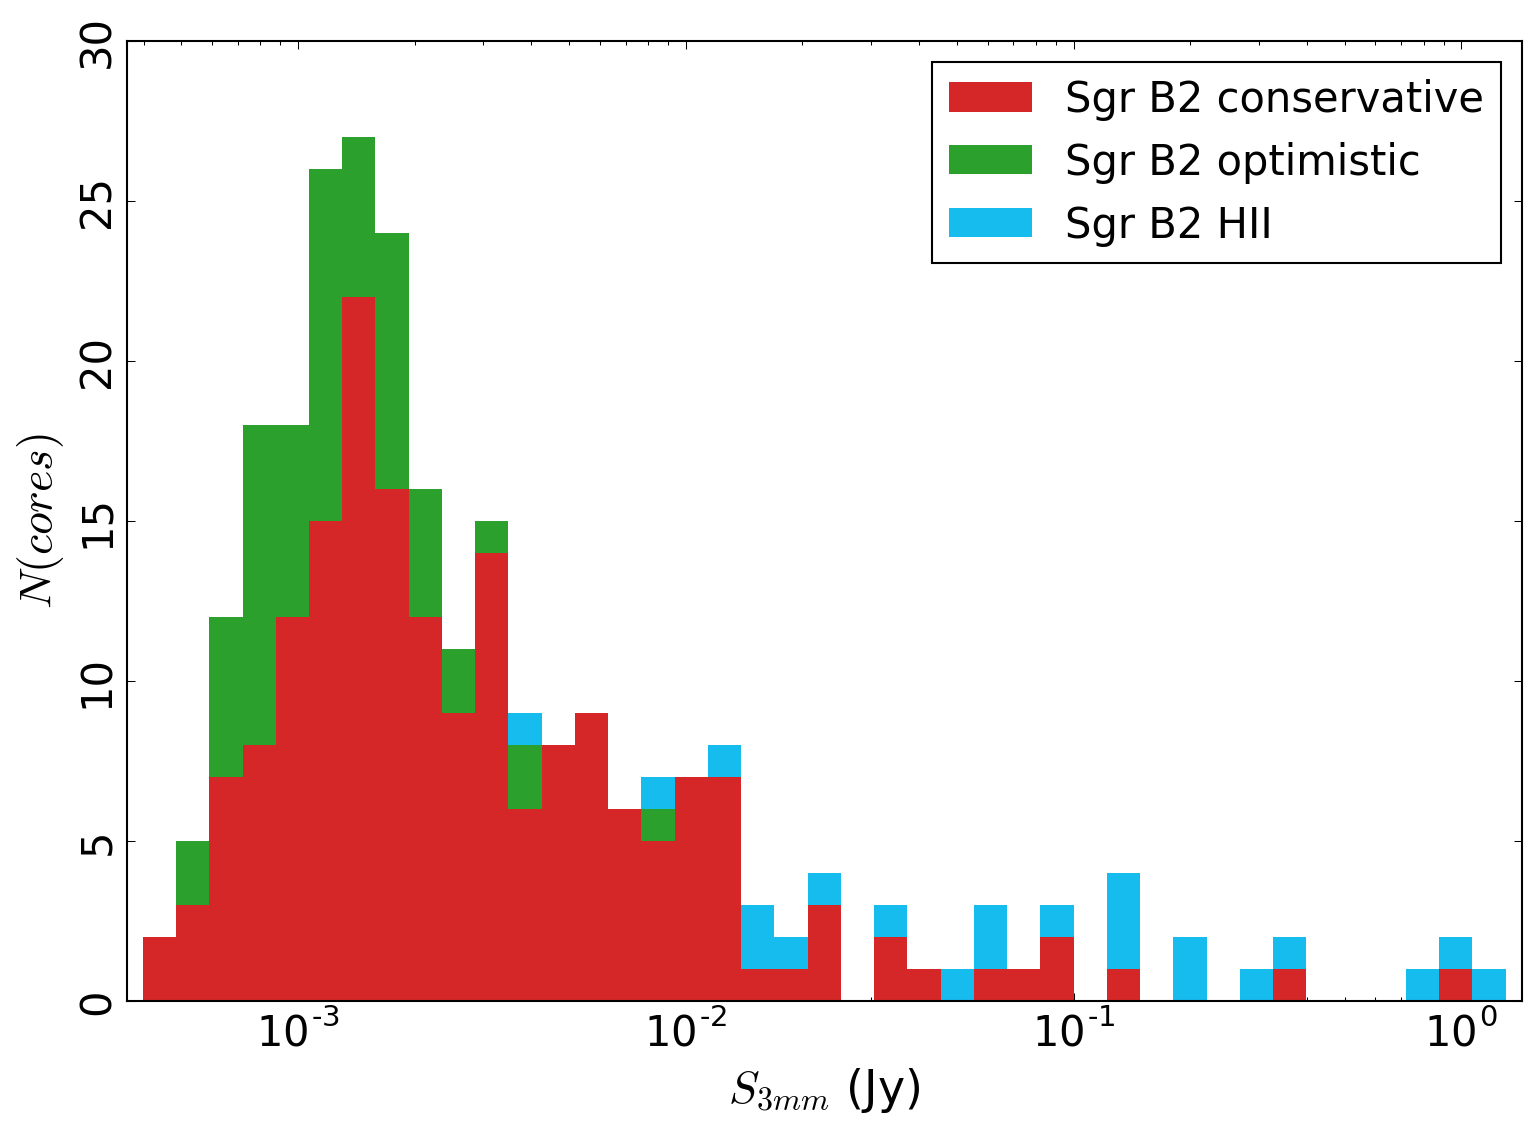 30
25
20
15
10
5
0
N(cores)
Sgr B2 conservative
Sgr B2 optimistic
Sgr B2 HII
10^-3 10^-2 10^-1 10^0
S_3mm (Jy)